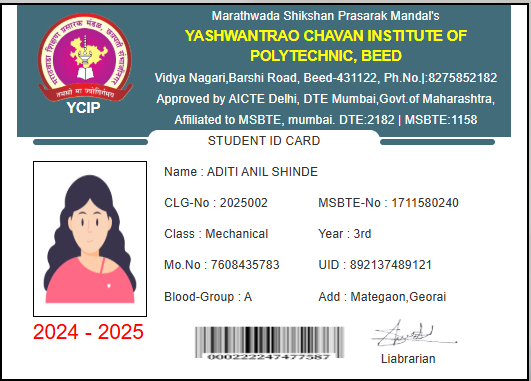 Marathwada Shikshan Prasarak Mandal's
YASHWANTRAO CHAVAN INSTITUTE OF
POLYTECHNIC, BEED
Vidya Nagari,Barshi Road, Beed-431122, Ph.No.|:8275852182
Approved by AICTE Delhi, DTE Mumbai,Govt.of Maharashtra,
Affiliated to MSBTE, mumbai. DTE:2182 | MSBTE:1158
YCIP
STUDENT ID CARD
Name : ADITI ANIL SHINDE
CLG-No : 2025002 MSBTE-No : 1711580240
Class : Mechanical Year : 3rd
Mo.No : 7608435783 UID : 892137489121
Blood-Group : A Add : Mategaon,Georai
2024 - 2025
000222247477587
Liabrarian